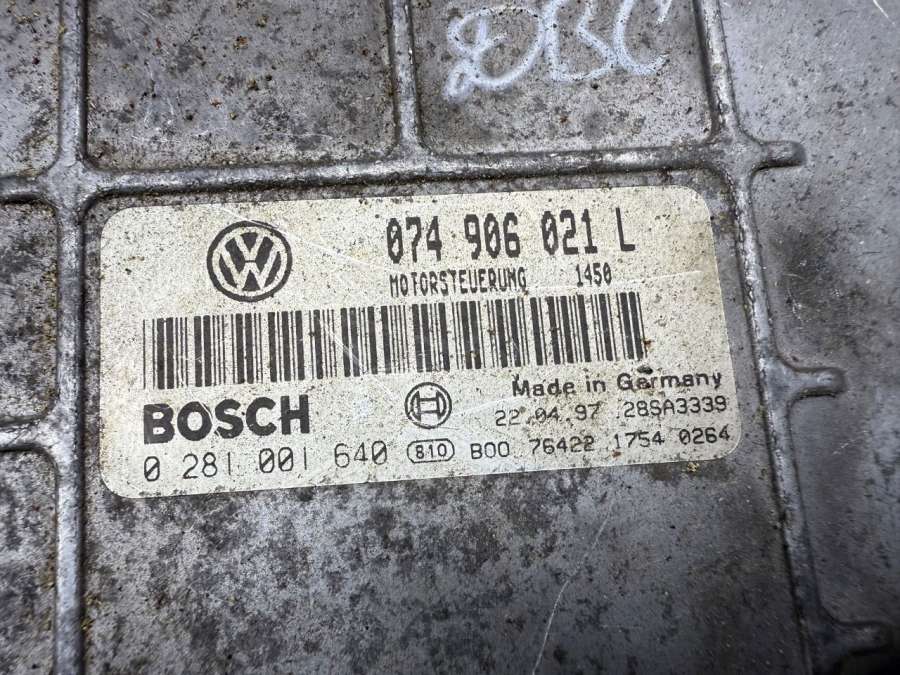 DBC
074 906 021 L
MOTORSTEUERUNG 1450
Made in Germany
BOSCH
22.04.97 28SA3339
0 281 001 640 810 B00 76422 1754 0264